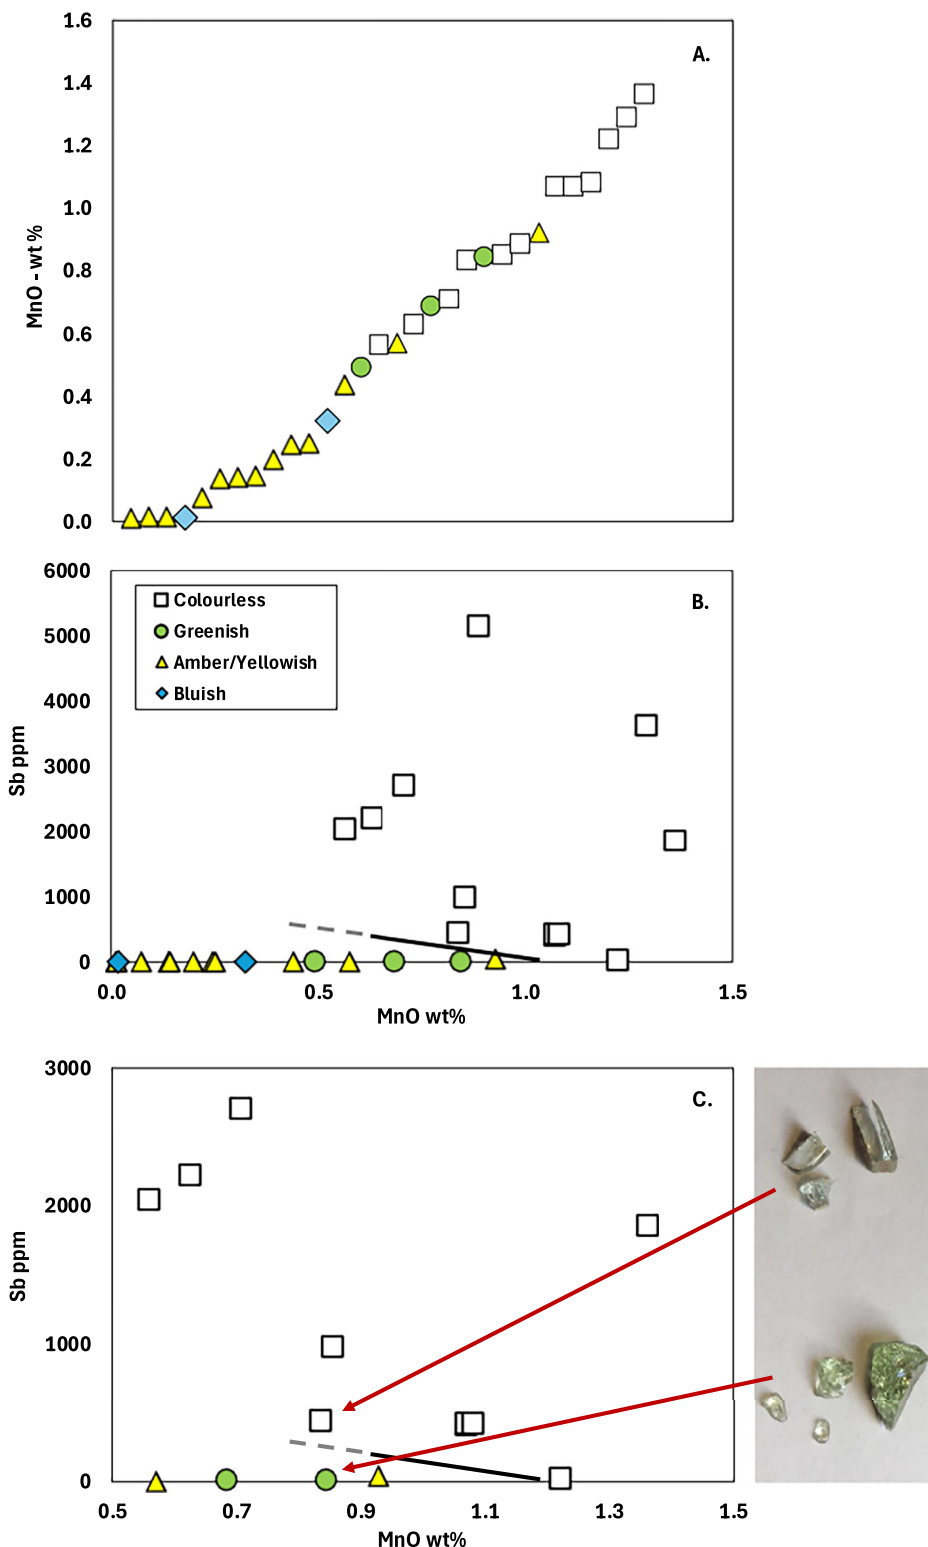 1.6
A.
1.4
1.2
1.0
0.8
0.6
0.4
0.2
0.0
MnO - wt %
6000
B.
Colourless
Greenish
Amber/Yellowish
Bluish
5000
4000
3000
2000
1000
0
Sb ppm
0.0 0.5 1.0 1.5
MnO wt%
3000
C.
2000
1000
0
Sb ppm
0.5 0.7 0.9 1.1 1.3 1.5
MnO wt%